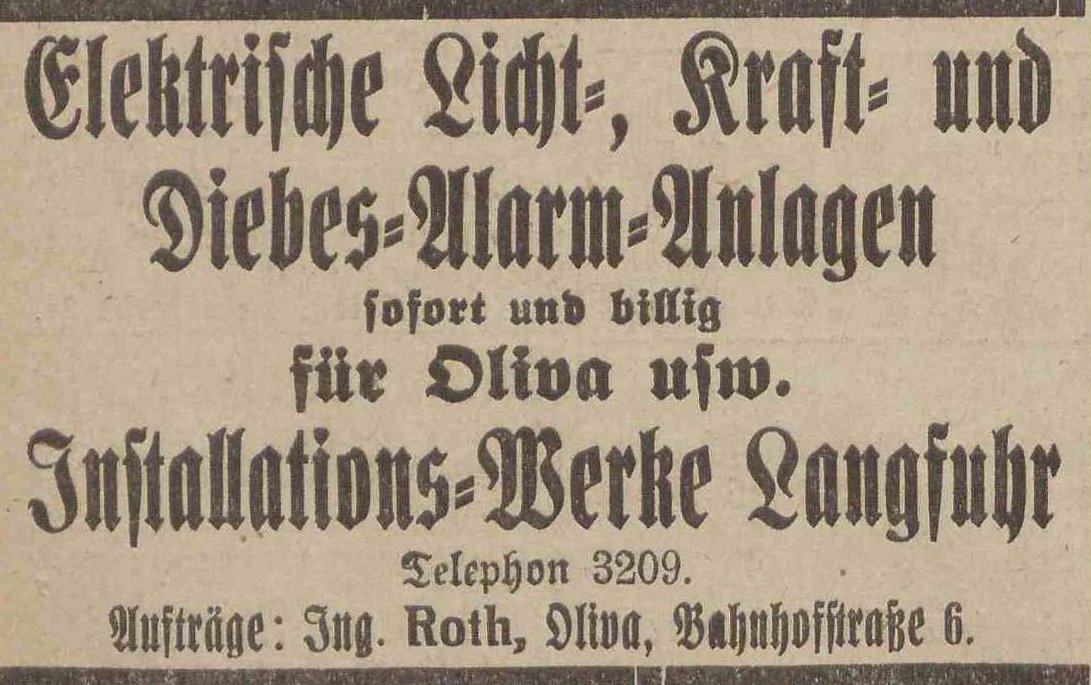 Elektrische Licht-, Kraft- und
Diebes-Alarm-Anlagen
sofort und billig
für Oliva usw.
Installations-Werke Langfuhr
Telephon 3209.
Aufträge: Ing. Roth, Oliva, Bahnhofstraße 6.